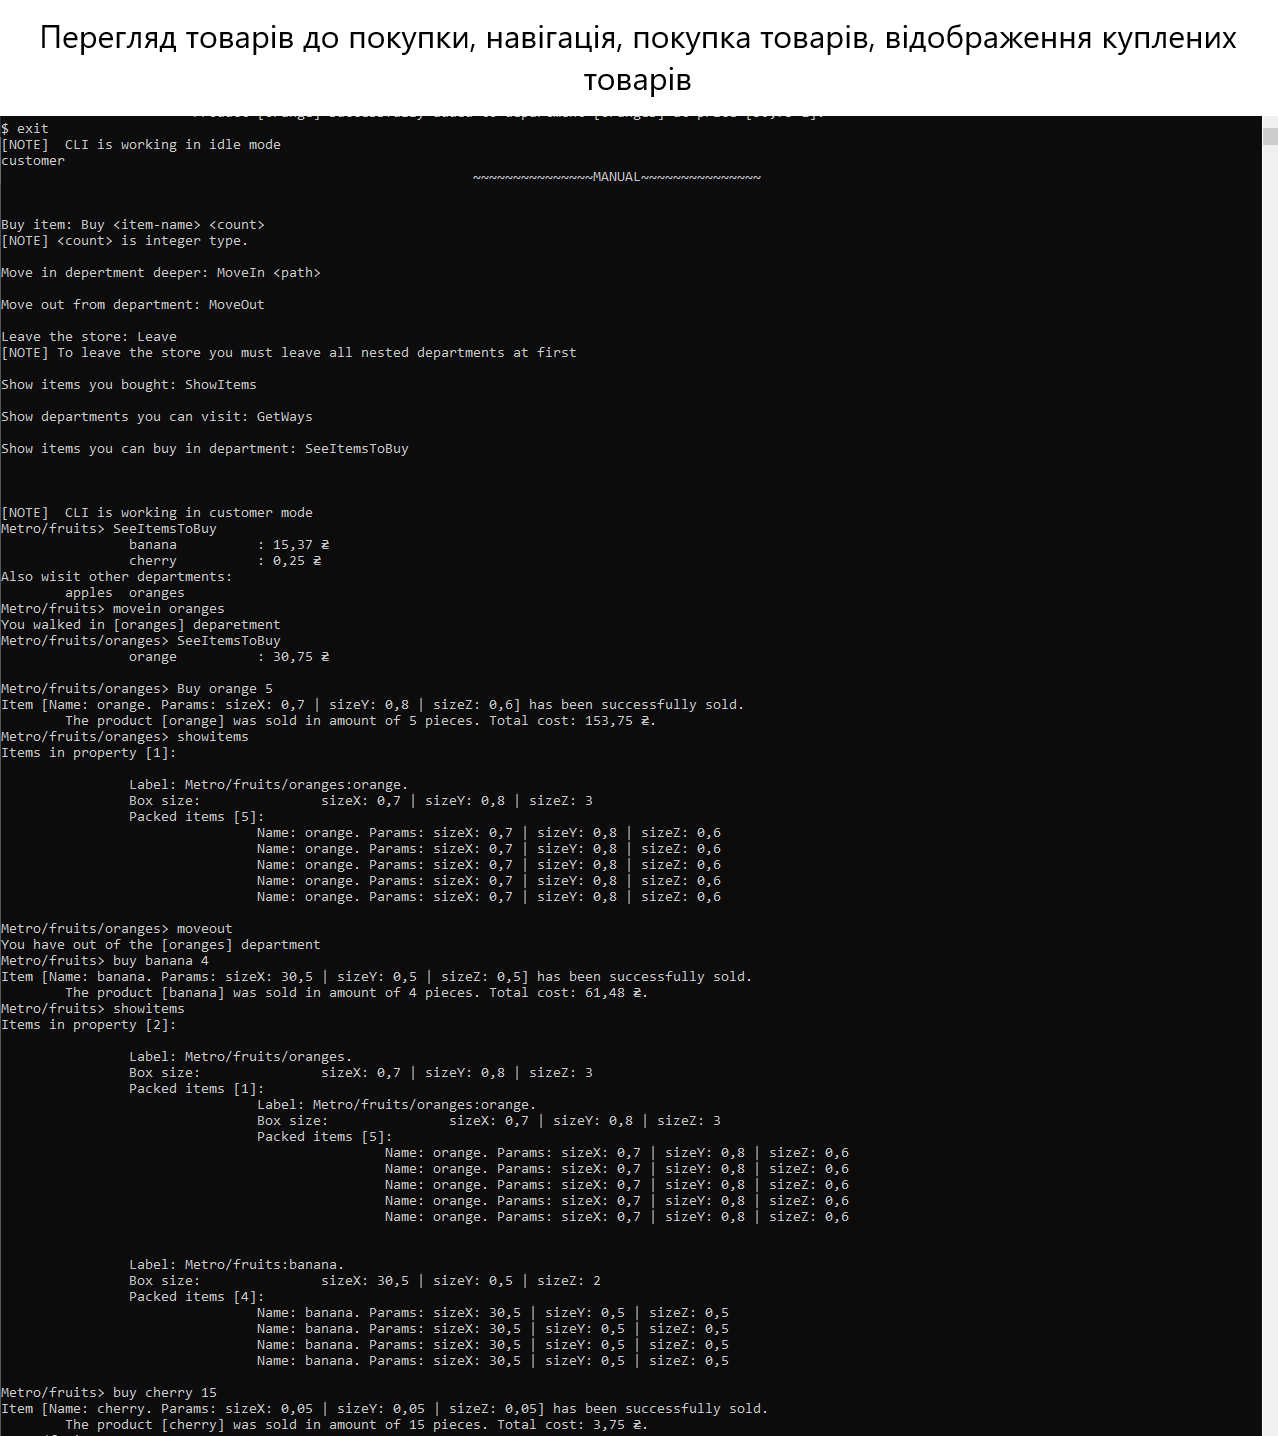 Перегляд товарів до покупки, навігація, покупка товарів, відображення куплених
товарів
$ exit
[NOTE]  CLI is working in idle mode
customer
~~~~~~~~~~~~~~~MANUAL~~~~~~~~~~~~~~~
Buy item: Buy <item-name> <count>
[NOTE] <count> is integer type.
Move in depertment deeper: MoveIn <path>
Move out from department: MoveOut
Leave the store: Leave
[NOTE] To leave the store you must leave all nested departments at first
Show items you bought: ShowItems
Show departments you can visit: GetWays
Show items you can buy in department: SeeItemsToBuy
[NOTE]  CLI is working in customer mode
Metro/fruits> SeeItemsToBuy
banana          : 15,37 ₴
cherry          : 0,25 ₴
Also wisit other departments:
apples  oranges
Metro/fruits> movein oranges
You walked in [oranges] deparetment
Metro/fruits/oranges> SeeItemsToBuy
orange          : 30,75 ₴
Metro/fruits/oranges> Buy orange 5
Item [Name: orange. Params: sizeX: 0,7 | sizeY: 0,8 | sizeZ: 0,6] has been successfully sold.
The product [orange] was sold in amount of 5 pieces. Total cost: 153,75 ₴.
Metro/fruits/oranges> showitems
Items in property [1]:
Label: Metro/fruits/oranges:orange.
Box size:               sizeX: 0,7 | sizeY: 0,8 | sizeZ: 3
Packed items [5]:
Name: orange. Params: sizeX: 0,7 | sizeY: 0,8 | sizeZ: 0,6
Name: orange. Params: sizeX: 0,7 | sizeY: 0,8 | sizeZ: 0,6
Name: orange. Params: sizeX: 0,7 | sizeY: 0,8 | sizeZ: 0,6
Name: orange. Params: sizeX: 0,7 | sizeY: 0,8 | sizeZ: 0,6
Name: orange. Params: sizeX: 0,7 | sizeY: 0,8 | sizeZ: 0,6
Metro/fruits/oranges> moveout
You have out of the [oranges] department
Metro/fruits> buy banana 4
Item [Name: banana. Params: sizeX: 30,5 | sizeY: 0,5 | sizeZ: 0,5] has been successfully sold.
The product [banana] was sold in amount of 4 pieces. Total cost: 61,48 ₴.
Metro/fruits> showitems
Items in property [2]:
Label: Metro/fruits/oranges.
Box size:               sizeX: 0,7 | sizeY: 0,8 | sizeZ: 3
Packed items [1]:
Label: Metro/fruits/oranges:orange.
Box size:               sizeX: 0,7 | sizeY: 0,8 | sizeZ: 3
Packed items [5]:
Name: orange. Params: sizeX: 0,7 | sizeY: 0,8 | sizeZ: 0,6
Name: orange. Params: sizeX: 0,7 | sizeY: 0,8 | sizeZ: 0,6
Name: orange. Params: sizeX: 0,7 | sizeY: 0,8 | sizeZ: 0,6
Name: orange. Params: sizeX: 0,7 | sizeY: 0,8 | sizeZ: 0,6
Name: orange. Params: sizeX: 0,7 | sizeY: 0,8 | sizeZ: 0,6
Label: Metro/fruits:banana.
Box size:               sizeX: 30,5 | sizeY: 0,5 | sizeZ: 2
Packed items [4]:
Name: banana. Params: sizeX: 30,5 | sizeY: 0,5 | sizeZ: 0,5
Name: banana. Params: sizeX: 30,5 | sizeY: 0,5 | sizeZ: 0,5
Name: banana. Params: sizeX: 30,5 | sizeY: 0,5 | sizeZ: 0,5
Name: banana. Params: sizeX: 30,5 | sizeY: 0,5 | sizeZ: 0,5
Metro/fruits> buy cherry 15
Item [Name: cherry. Params: sizeX: 0,05 | sizeY: 0,05 | sizeZ: 0,05] has been successfully sold.
The product [cherry] was sold in amount of 15 pieces. Total cost: 3,75 ₴.